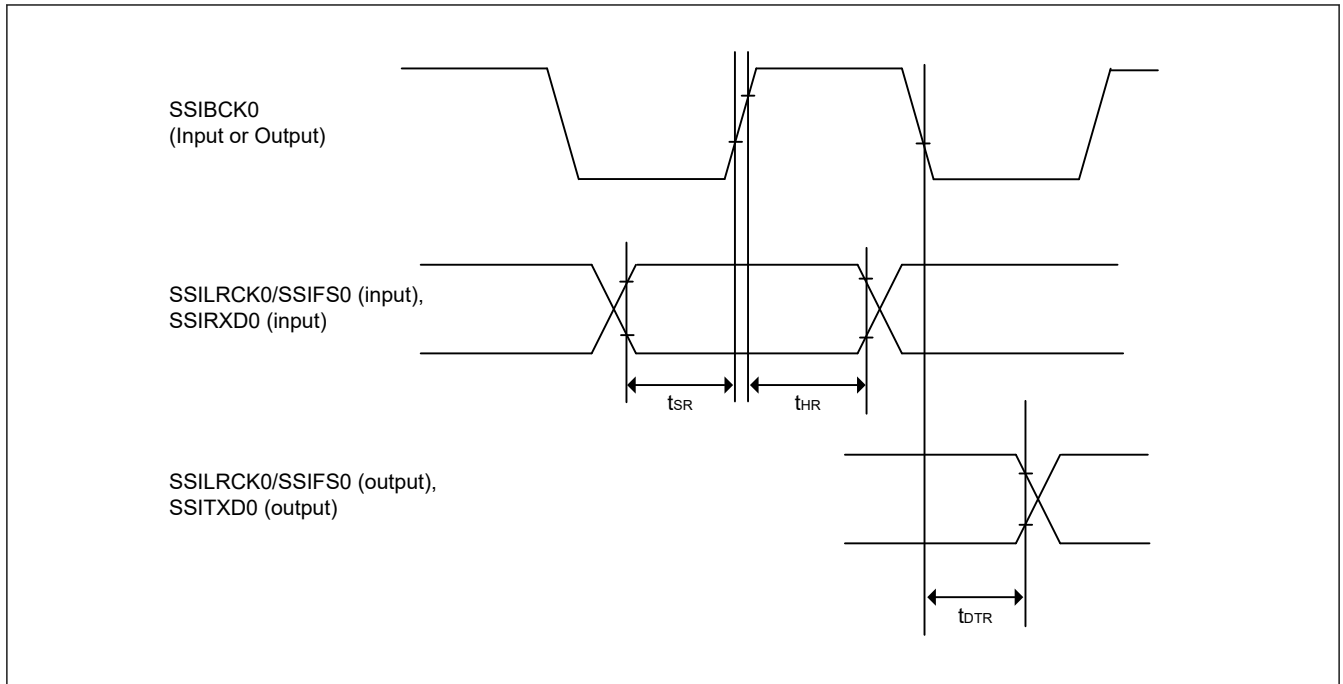 SSIBCK0
(Input or Output)
SSILRCK0/SSIFS0 (input),
SSIRXD0 (input)
tSR
tHR
SSILRCK0/SSIFS0 (output),
SSITXD0 (output)
tDTR